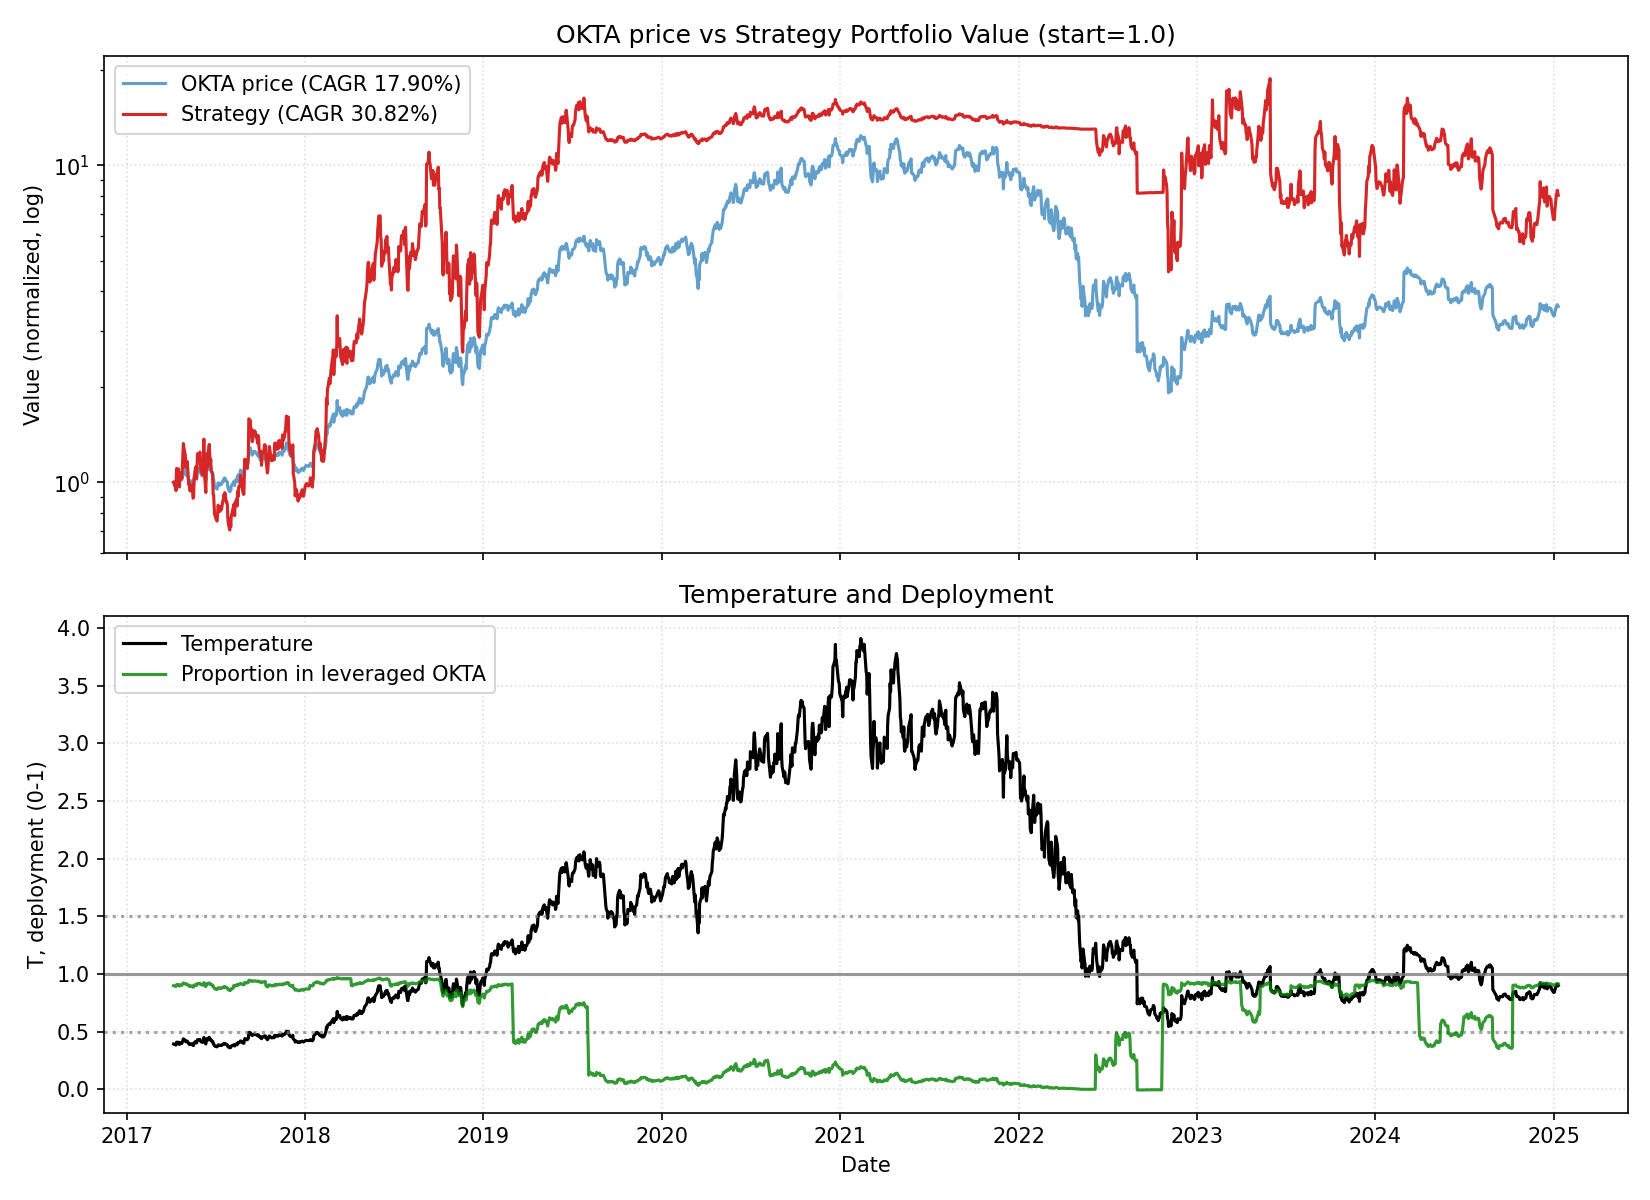 OKTA price vs Strategy Portfolio Value (start=1.0)
OKTA price (CAGR 17.90%)
Strategy (CAGR 30.82%)
Value (normalized, log)
10¹
10⁰
Temperature and Deployment
Temperature
Proportion in leveraged OKTA
T, deployment (0-1)
4.0
3.5
3.0
2.5
2.0
1.5
1.0
0.5
0.0
2017 2018 2019 2020 2021 2022 2023 2024 2025
Date